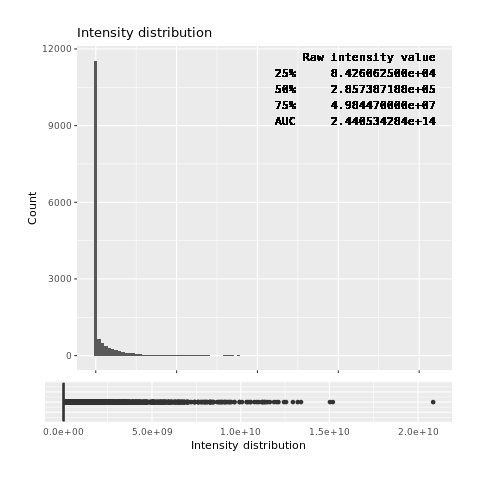 Intensity distribution
12000
9000
6000
3000
0
Count
Raw intensity value
25% 8.426062500e+04
50% 2.857387188e+05
75% 4.984470000e+07
AUC 2.440534284e+14
0.0e+00 5.0e+09 1.0e+10 1.5e+10 2.0e+10
Intensity distribution